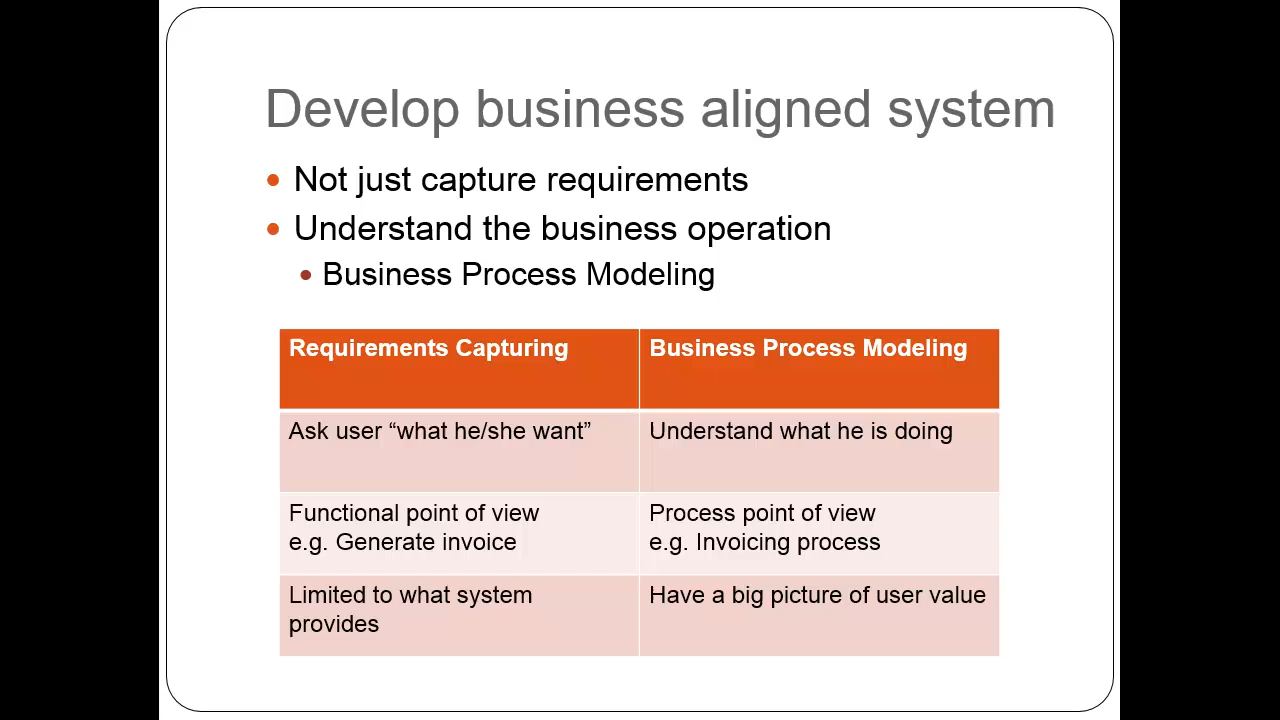 Develop business aligned system
Not just capture requirements
Understand the business operation
Business Process Modeling
Requirements Capturing
Business Process Modeling
Ask user “what he/she want”
Understand what he is doing
Functional point of view
e.g. Generate invoice
Process point of view
e.g. Invoicing process
Limited to what system
provides
Have a big picture of user value